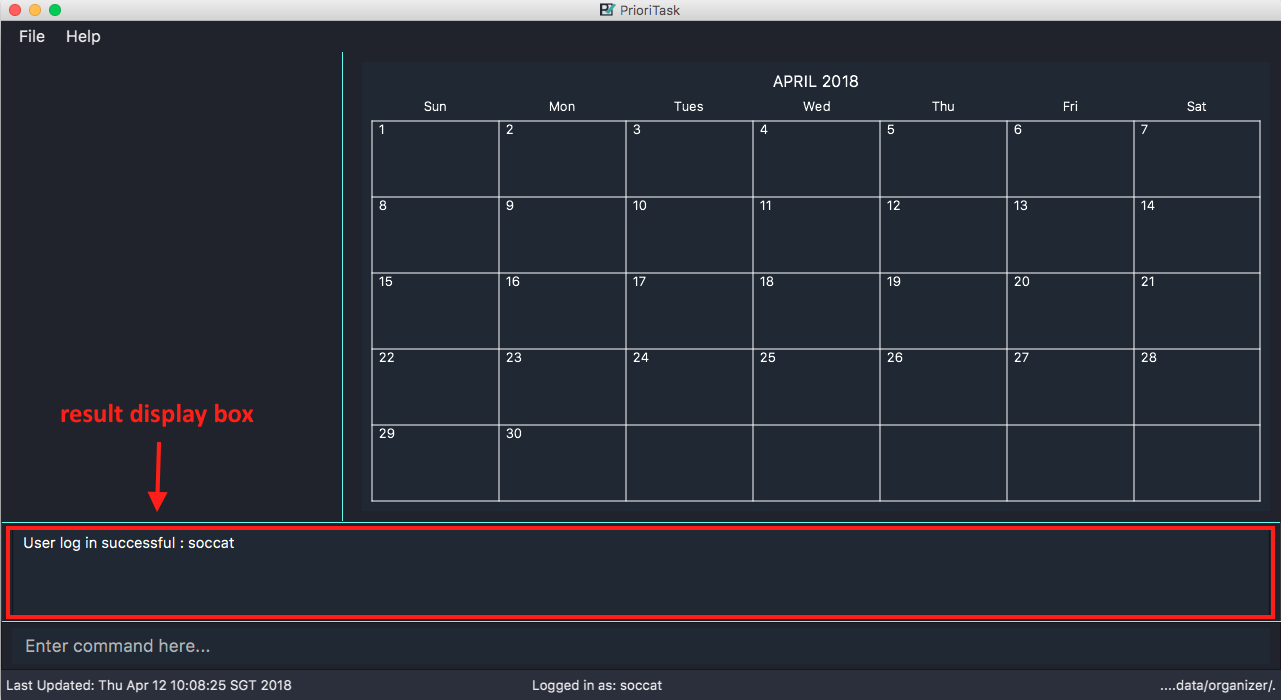 PrioriTask
File Help
APRIL 2018
Sun Mon Tues Wed Thu Fri Sat
1 2 3 4 5 6 7
8 9 10 11 12 13 14
15 16 17 18 19 20 21
22 23 24 25 26 27 28
29 30
result display box
User log in successful : soccat
Enter command here...
Last Updated: Thu Apr 12 10:08:25 SGT 2018 Logged in as: soccat ....data/organizer/.